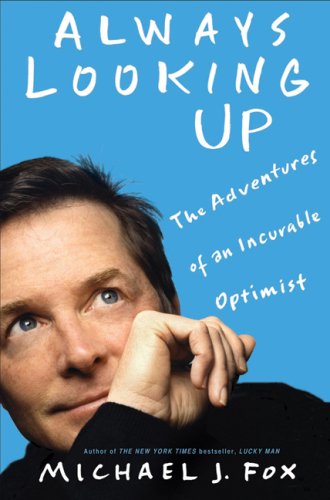 ALWAYS
LOOKING
UP
The Adventures
of an Incurable
Optimist
Author of THE NEW YORK TIMES bestseller, LUCKY MAN
MICHAEL J. FOX